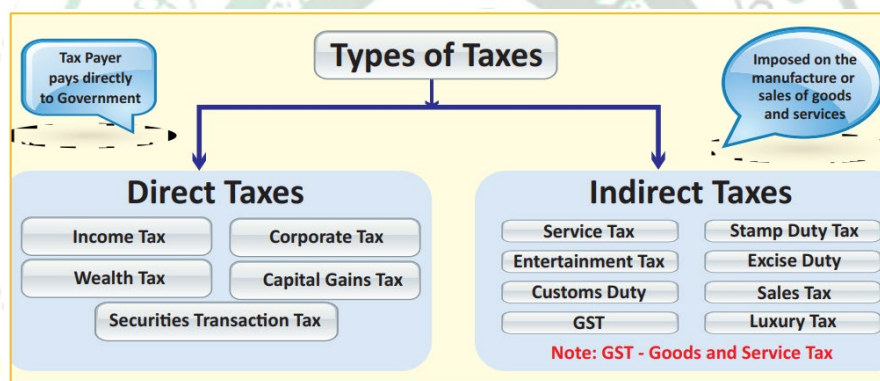 Types of Taxes
Tax Payer
pays directly
to Government
Imposed on the
manufacture or
sales of goods
and services
Direct Taxes
Income Tax
Corporate Tax
Wealth Tax
Capital Gains Tax
Securities Transaction Tax
Indirect Taxes
Service Tax
Stamp Duty Tax
Entertainment Tax
Excise Duty
Customs Duty
Sales Tax
GST
Luxury Tax
Note: GST - Goods and Service Tax